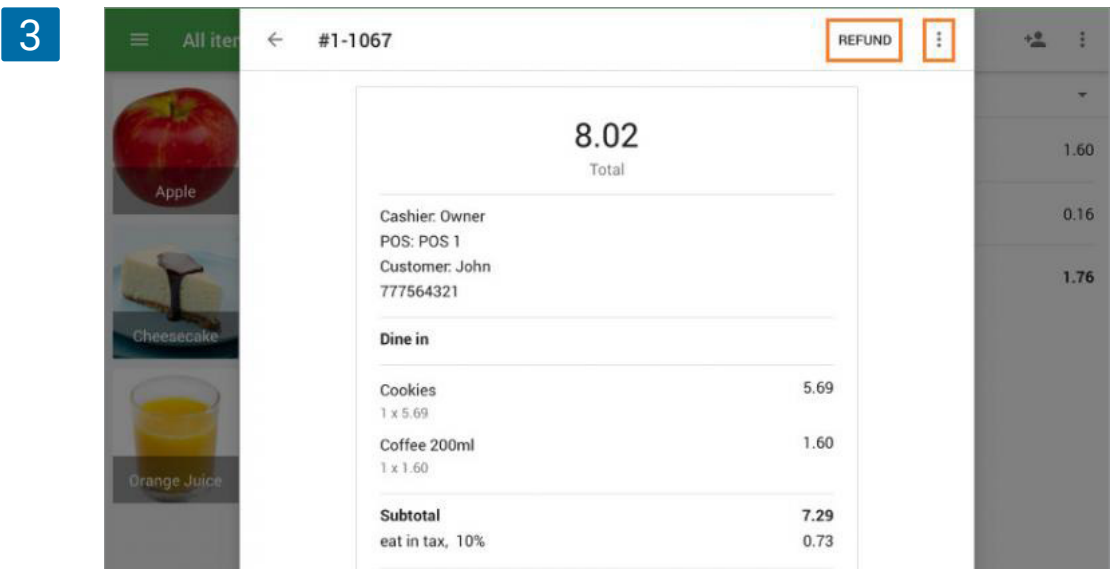 3
All iter
#1-1067
REFUND
8.02
Total
Cashier: Owner
POS: POS 1
Customer: John
777564321
Dine in
Cookies 5.69
1 x 5.69
Coffee 200ml 1.60
1 x 1.60
Subtotal 7.29
eat in tax, 10% 0.73
Apple
Cheesecake
Orange Juice
1.60
0.16
1.76